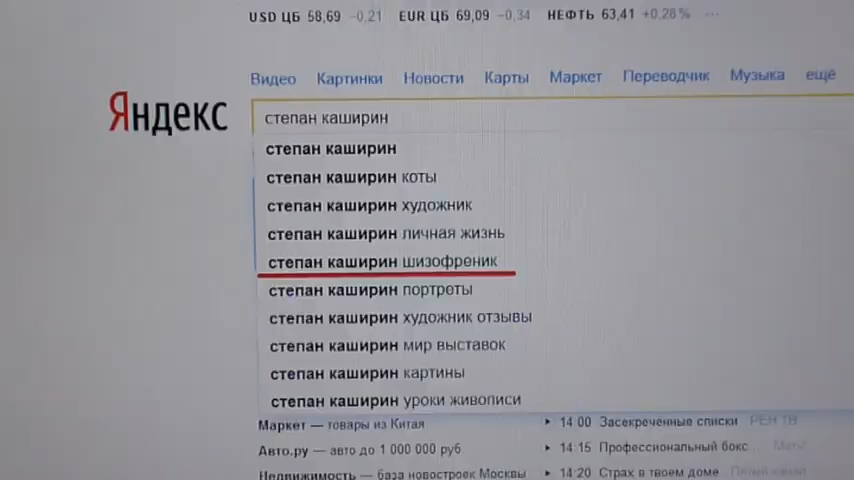 USD ЦБ 58,69 -0,21 EUR ЦБ 69,09 -0,34 НЕФТЬ 63,41 +0,28% ...
Видео Картинки Новости Карты Маркет Переводчик Музыка ещё
Яндекс
степан каширин
степан каширин
степан каширин коты
степан каширин художник
степан каширин личная жизнь
степан каширин шизофреник
степан каширин портреты
степан каширин художник отзывы
степан каширин мир выставок
степан каширин картины
степан каширин уроки живописи
Маркет — товары из Китая
14 00 Засекреченные списки РЕН ТВ
Авто.ру — авто до 1 000 000 руб
14:15 Профессиональный бокс
Недвижимость — база новостроек Москвы
14:20 Страх в твоем доме Пятый канал